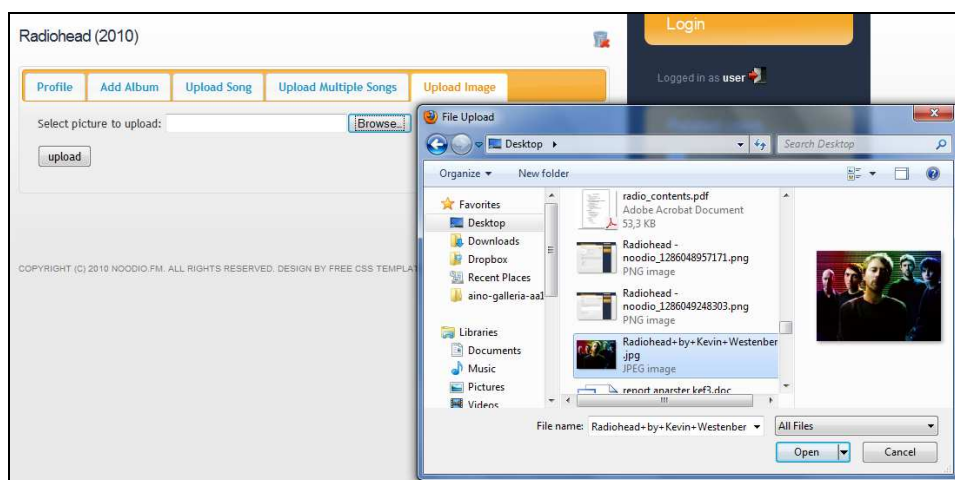 Radiohead (2010)
Login
Logged in as user
Profile
Add Album
Upload Song
Upload Multiple Songs
Upload Image
Select picture to upload:
Browse..
upload
COPYRIGHT (C) 2010 NOODIO.FM. ALL RIGHTS RESERVED. DESIGN BY FREE CSS TEMPLAT
File Upload
Desktop
Search Desktop
Organize
New folder
Favorites
Desktop
Downloads
Dropbox
Recent Places
aino-galleria-aa1
Libraries
Documents
Music
Pictures
Videos
radio_contents.pdf
Adobe Acrobat Document
53,3 KB
Radiohead -
noodio_1286048957171.png
PNG image
Radiohead -
noodio_1286049248303.png
PNG image
Radiohead+by+Kevin+Westenber
.jpg
JPEG image
report anarster kef3.doc
File name: Radiohead+by+Kevin+Westenber
All Files
Open
Cancel